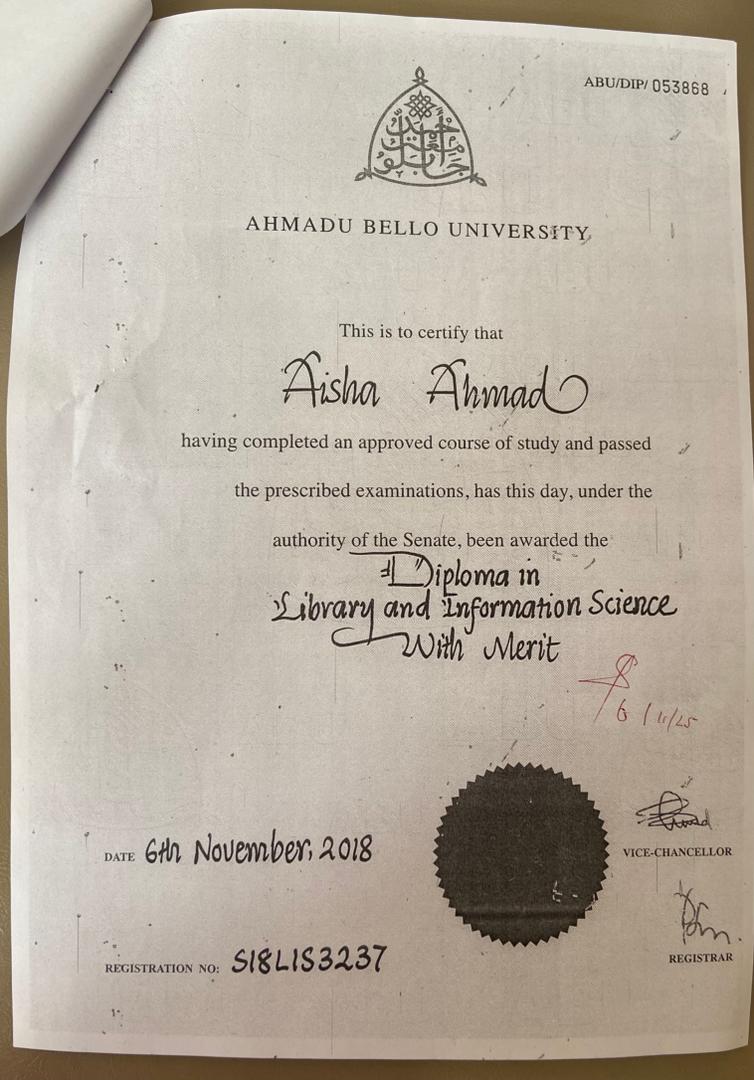 ABU/DIP/ 053868
AHMADU BELLO UNIVERSITY
This is to certify that
Aisha Ahmad
having completed an approved course of study and passed
the prescribed examinations, has this day, under the
authority of the Senate, been awarded the
Diploma in
Library and Information Science
With Merit
6/11/25
DATE 6th November, 2018
VICE-CHANCELLOR
REGISTRATION NO: S18LIS3237
REGISTRAR